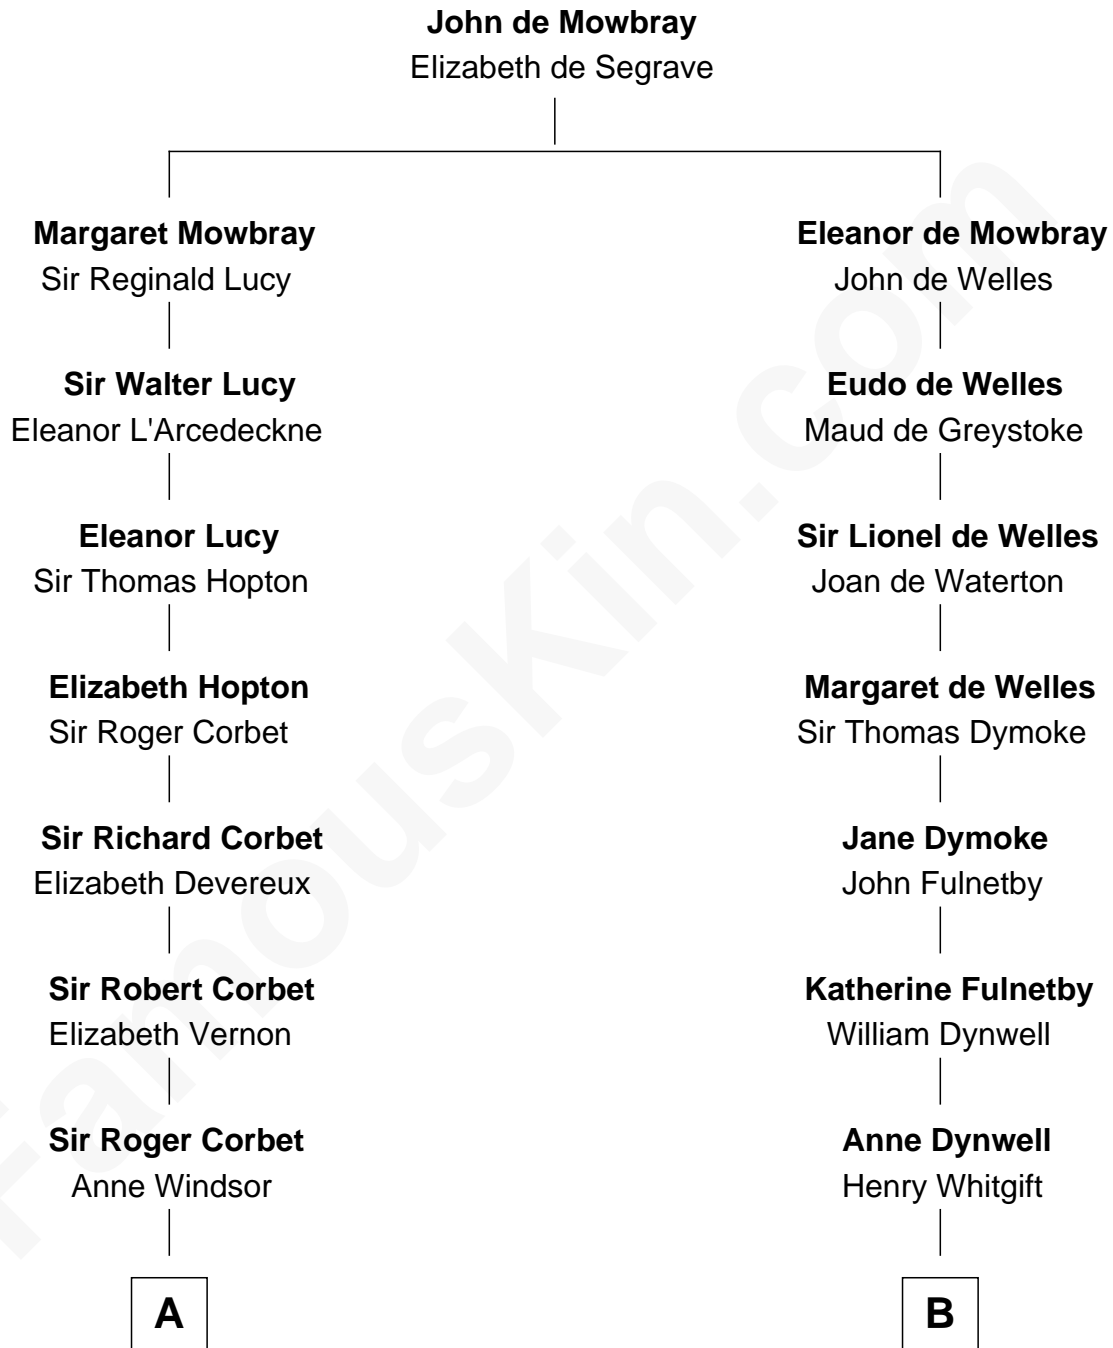 John de Mowbray
Elizabeth de Segrave
Margaret Mowbray
Sir Reginald Lucy
Eleanor de Mowbray
John de Welles
Sir Walter Lucy
Eleanor L'Arcedeckne
Eudo de Welles
Maud de Greystoke
Eleanor Lucy
Sir Thomas Hopton
Sir Lionel de Welles
Joan de Waterton
Elizabeth Hopton
Sir Roger Corbet
Margaret de Welles
Sir Thomas Dymoke
Sir Richard Corbet
Elizabeth Devereux
Jane Dymoke
John Fulnetby
Sir Robert Corbet
Elizabeth Vernon
Katherine Fulnetby
William Dynwell
Sir Roger Corbet
Anne Windsor
Anne Dynwell
Henry Whitgift
A
B
FamousKin.com